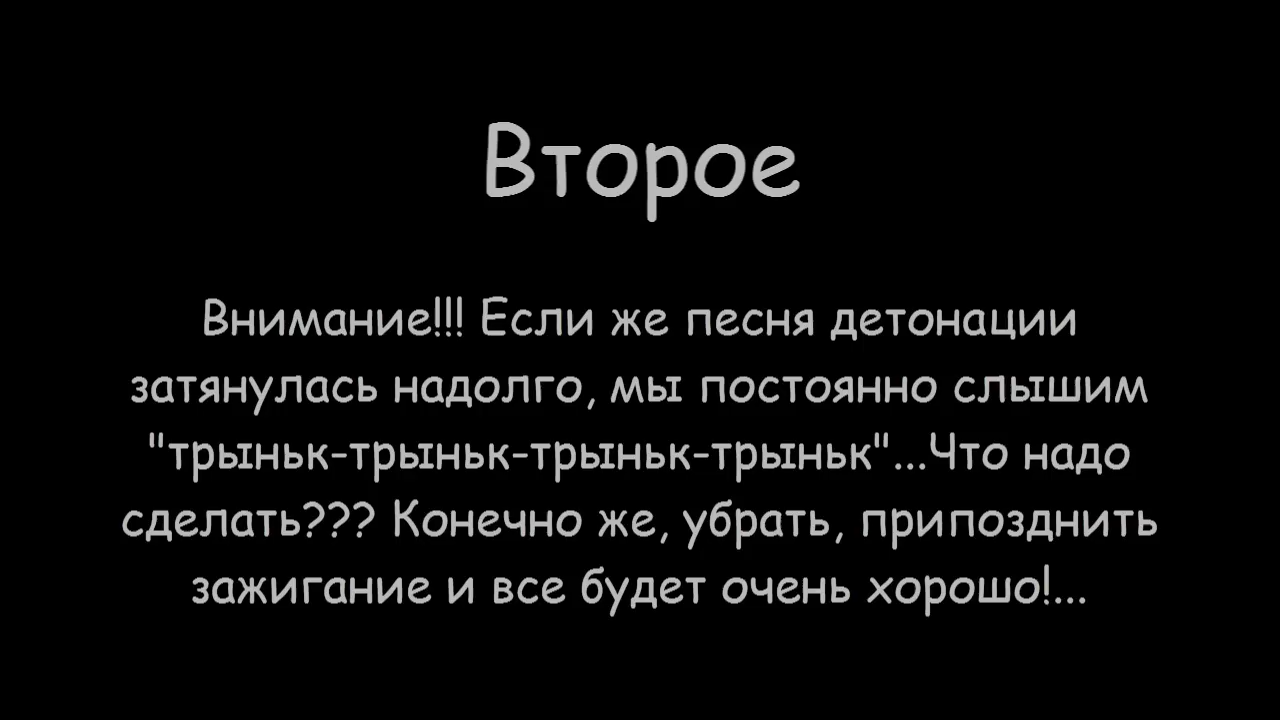 Второе
Внимание!!! Если же песня детонации
затянулась надолго, мы постоянно слышим
"трыньк-трыньк-трыньк-трыньк"...Что надо
сделать??? Конечно же, убрать, припозднить
зажигание и все будет очень хорошо!...